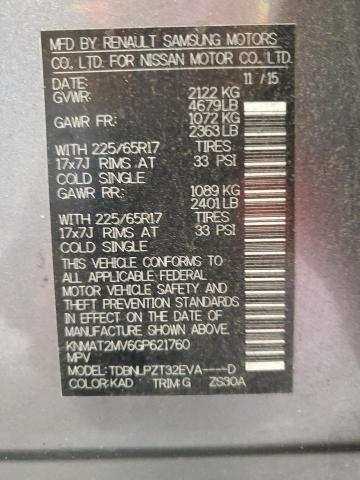 MFD BY RENAULT SAMSUNG MOTORS
CO., LTD: FOR NISSAN MOTOR CO., LTD.
DATE: 11 / 15
GVWR: 2122 KG
4679LB
GAWR FR: 1072 KG
2363LB
WITH 225/65R17 TIRES
17x7J RIMS AT 33 PSI
COLD SINGLE
GAWR RR: 1089 KG
2401LB
WITH 225/65R17 TIRES
17x7J RIMS AT 33 PSI
COLD SINGLE
THIS VEHICLE CONFORMS TO
ALL APPLICABLE FEDERAL
MOTOR VEHICLE SAFETY AND
THEFT PREVENTION STANDARDS
IN EFFECT ON THE DATE OF
MANUFACTURE SHOWN ABOVE.
KNMAT2MV6GP621760
MPV
MODEL: TDBNLPZT32EVA----D
COLOR: KAD TRIM: G ZS30A